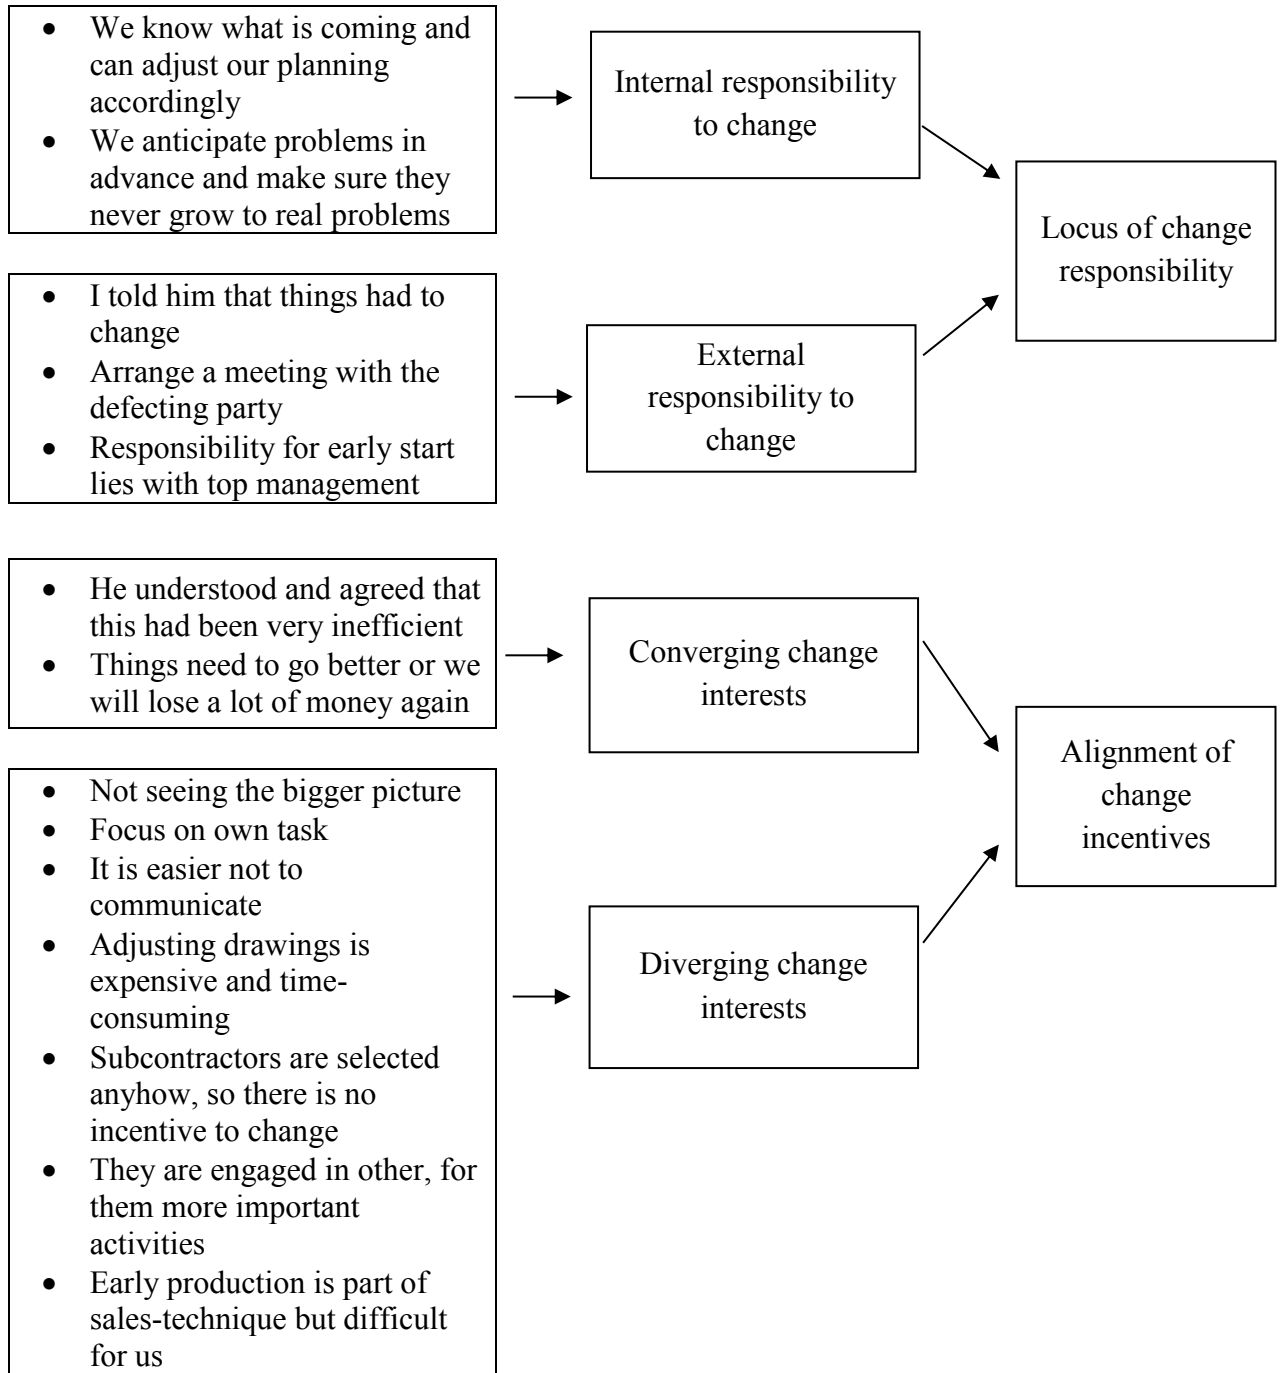 • We know what is coming and
can adjust our planning
accordingly
• We anticipate problems in
advance and make sure they
never grow to real problems
Internal responsibility
to change
• I told him that things had to
change
• Arrange a meeting with the
defecting party
• Responsibility for early start
lies with top management
External
responsibility to
change
Locus of change
responsibility
• He understood and agreed that
this had been very inefficient
• Things need to go better or we
will lose a lot of money again
Converging change
interests
• Not seeing the bigger picture
• Focus on own task
• It is easier not to
communicate
• Adjusting drawings is
expensive and time-
consuming
• Subcontractors are selected
anyhow, so there is no
incentive to change
• They are engaged in other, for
them more important
activities
• Early production is part of
sales-technique but difficult
for us
Diverging change
interests
Alignment of
change
incentives